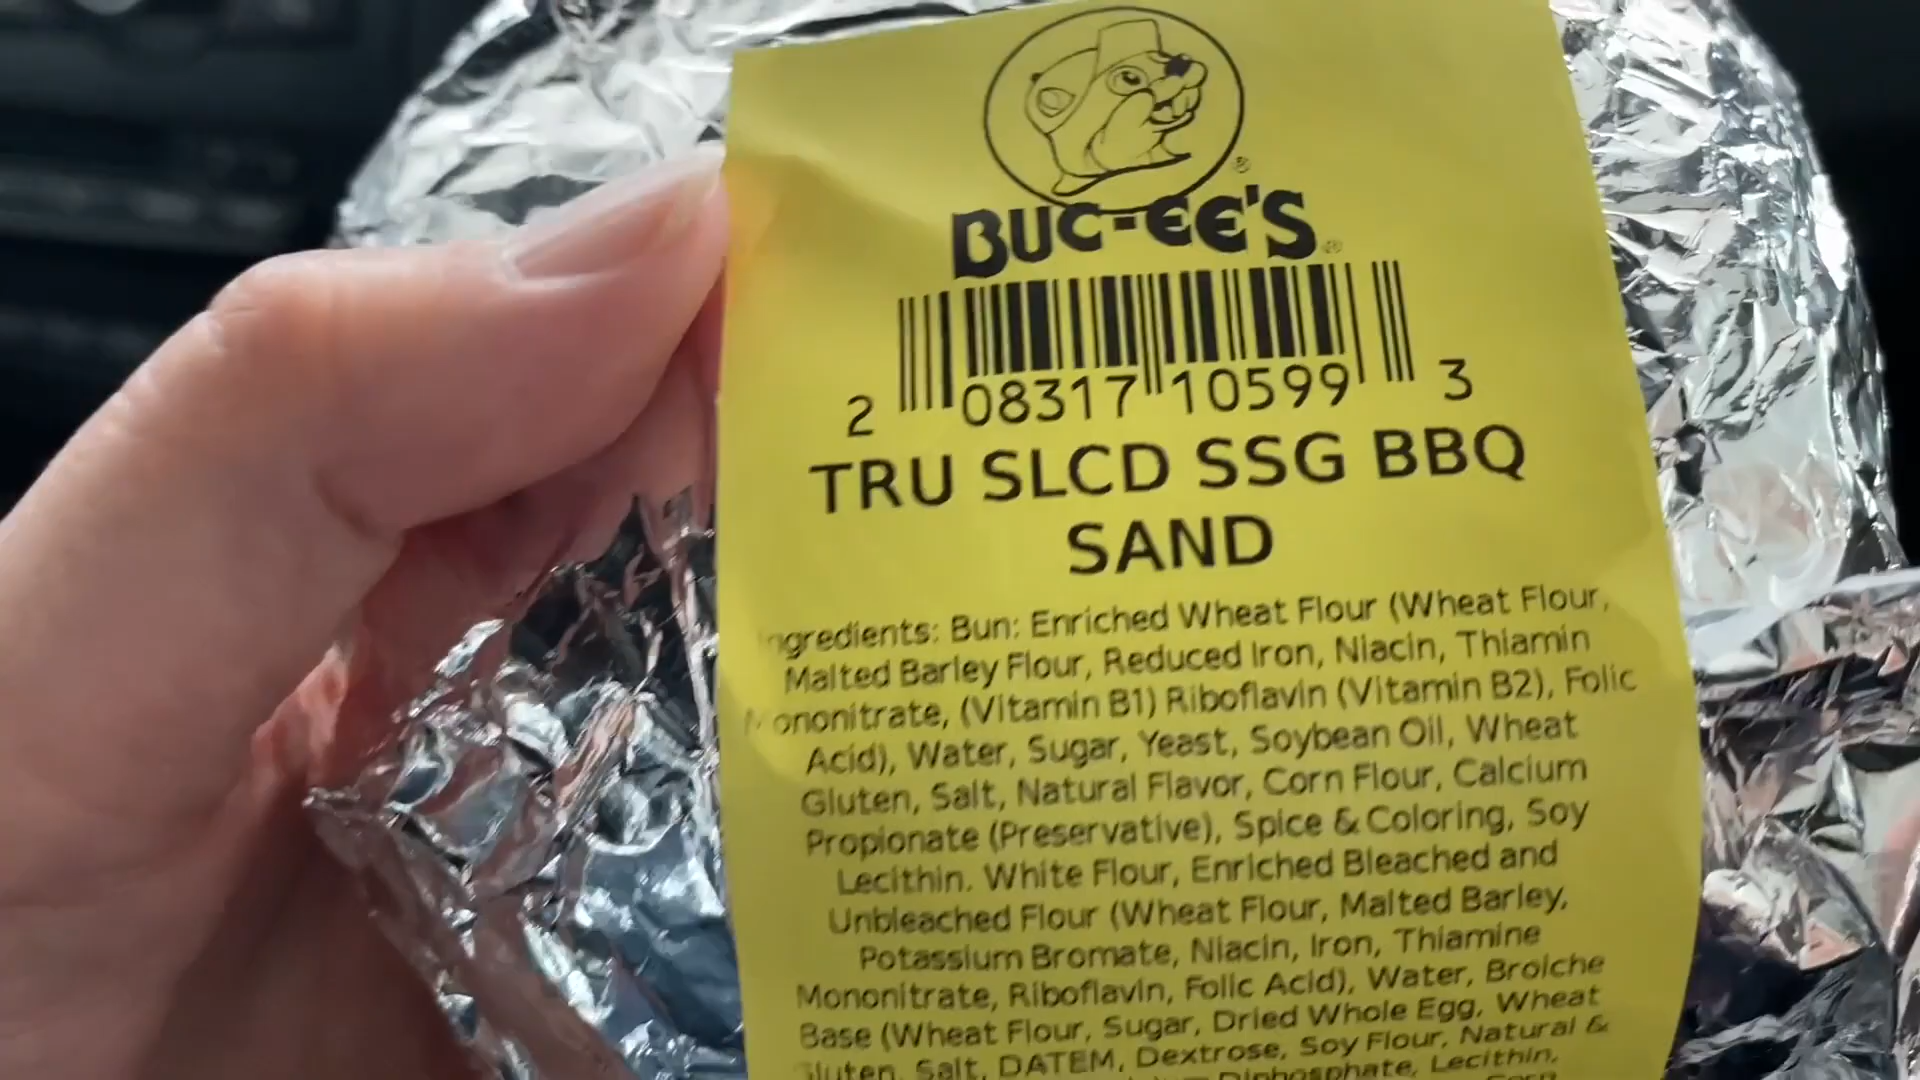 BUC-EE'S
2 08317 10599 3
TRU SLCD SSG BBQ
SAND
Ingredients: Bun: Enriched Wheat Flour (Wheat Flour,
Malted Barley Flour, Reduced Iron, Niacin, Thiamin
Mononitrate, (Vitamin B1) Riboflavin (Vitamin B2), Folic
Acid), Water, Sugar, Yeast, Soybean Oil, Wheat
Gluten, Salt, Natural Flavor, Corn Flour, Calcium
Propionate (Preservative), Spice & Coloring, Soy
Lecithin. White Flour, Enriched Bleached and
Unbleached Flour (Wheat Flour, Malted Barley,
Potassium Bromate, Niacin, Iron, Thiamine
Mononitrate, Riboflavin, Folic Acid), Water, Broiche
Base (Wheat Flour, Sugar, Dried Whole Egg, Wheat
Gluten, Salt, DATEM, Dextrose, Soy Flour, Natural &
Diphosphate, Lecithin,
Corn